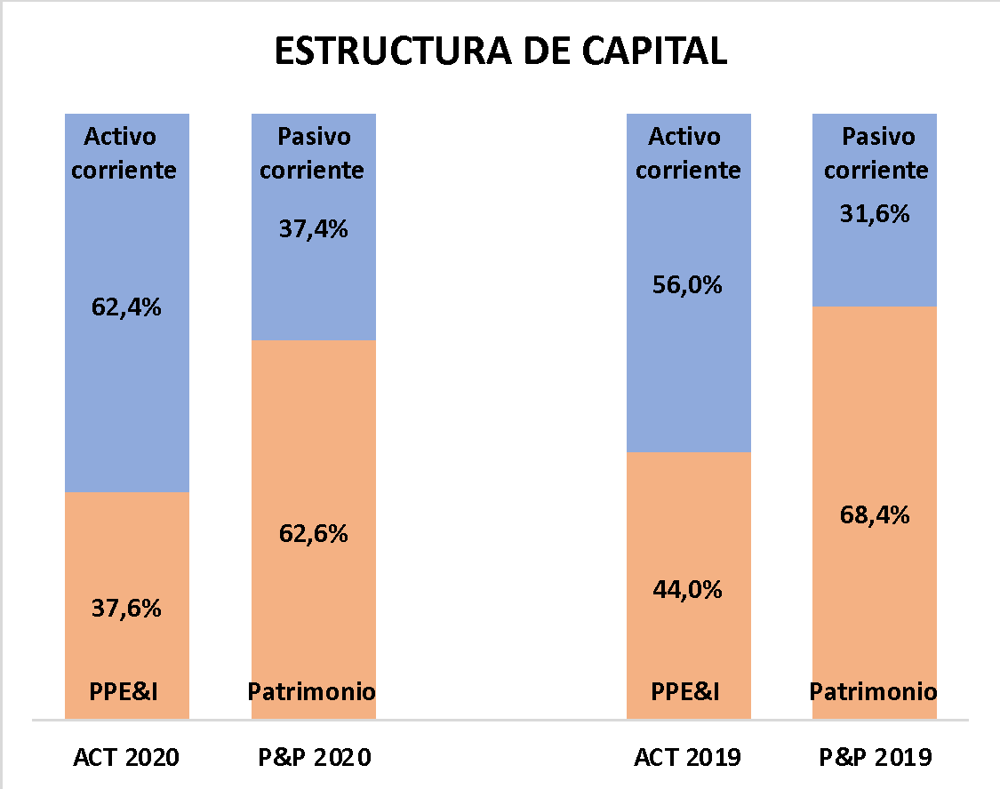 ESTRUCTURA DE CAPITAL
Activo
corriente
62,4%
37,6%
PPE&I
ACT 2020
Pasivo
corriente
37,4%
62,6%
Patrimonio
P&P 2020
Activo
corriente
56,0%
44,0%
PPE&I
ACT 2019
Pasivo
corriente
31,6%
68,4%
Patrimonio
P&P 2019